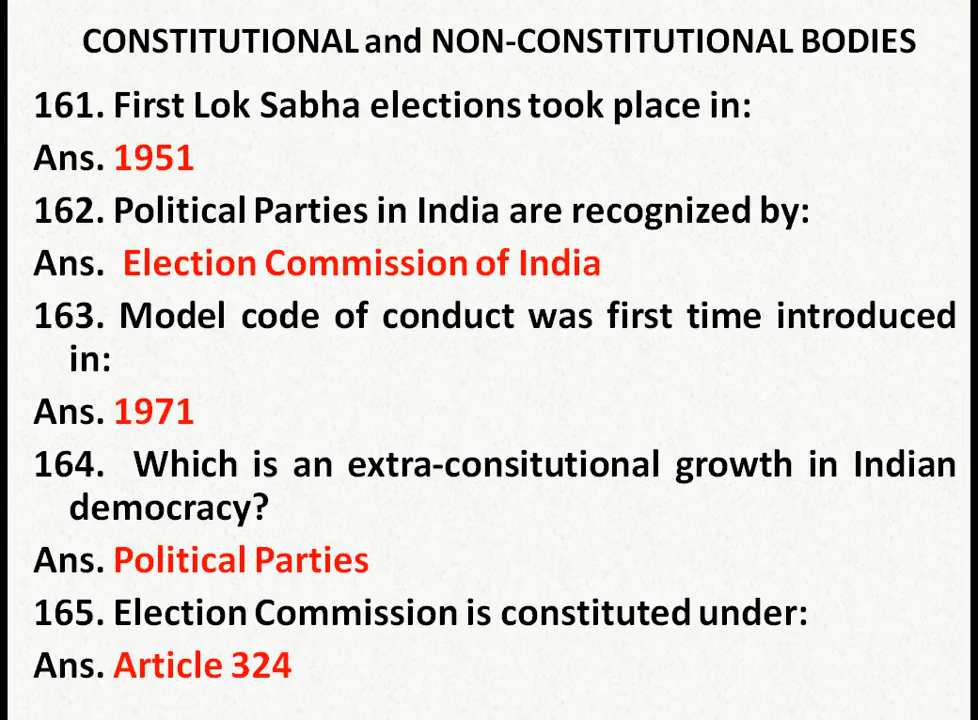 CONSTITUTIONAL and NON-CONSTITUTIONAL BODIES
161. First Lok Sabha elections took place in:
Ans. 1951
162. Political Parties in India are recognized by:
Ans. Election Commission of India
163. Model code of conduct was first time introduced
in:
Ans. 1971
164. Which is an extra-consitutional growth in Indian
democracy?
Ans. Political Parties
165. Election Commission is constituted under:
Ans. Article 324